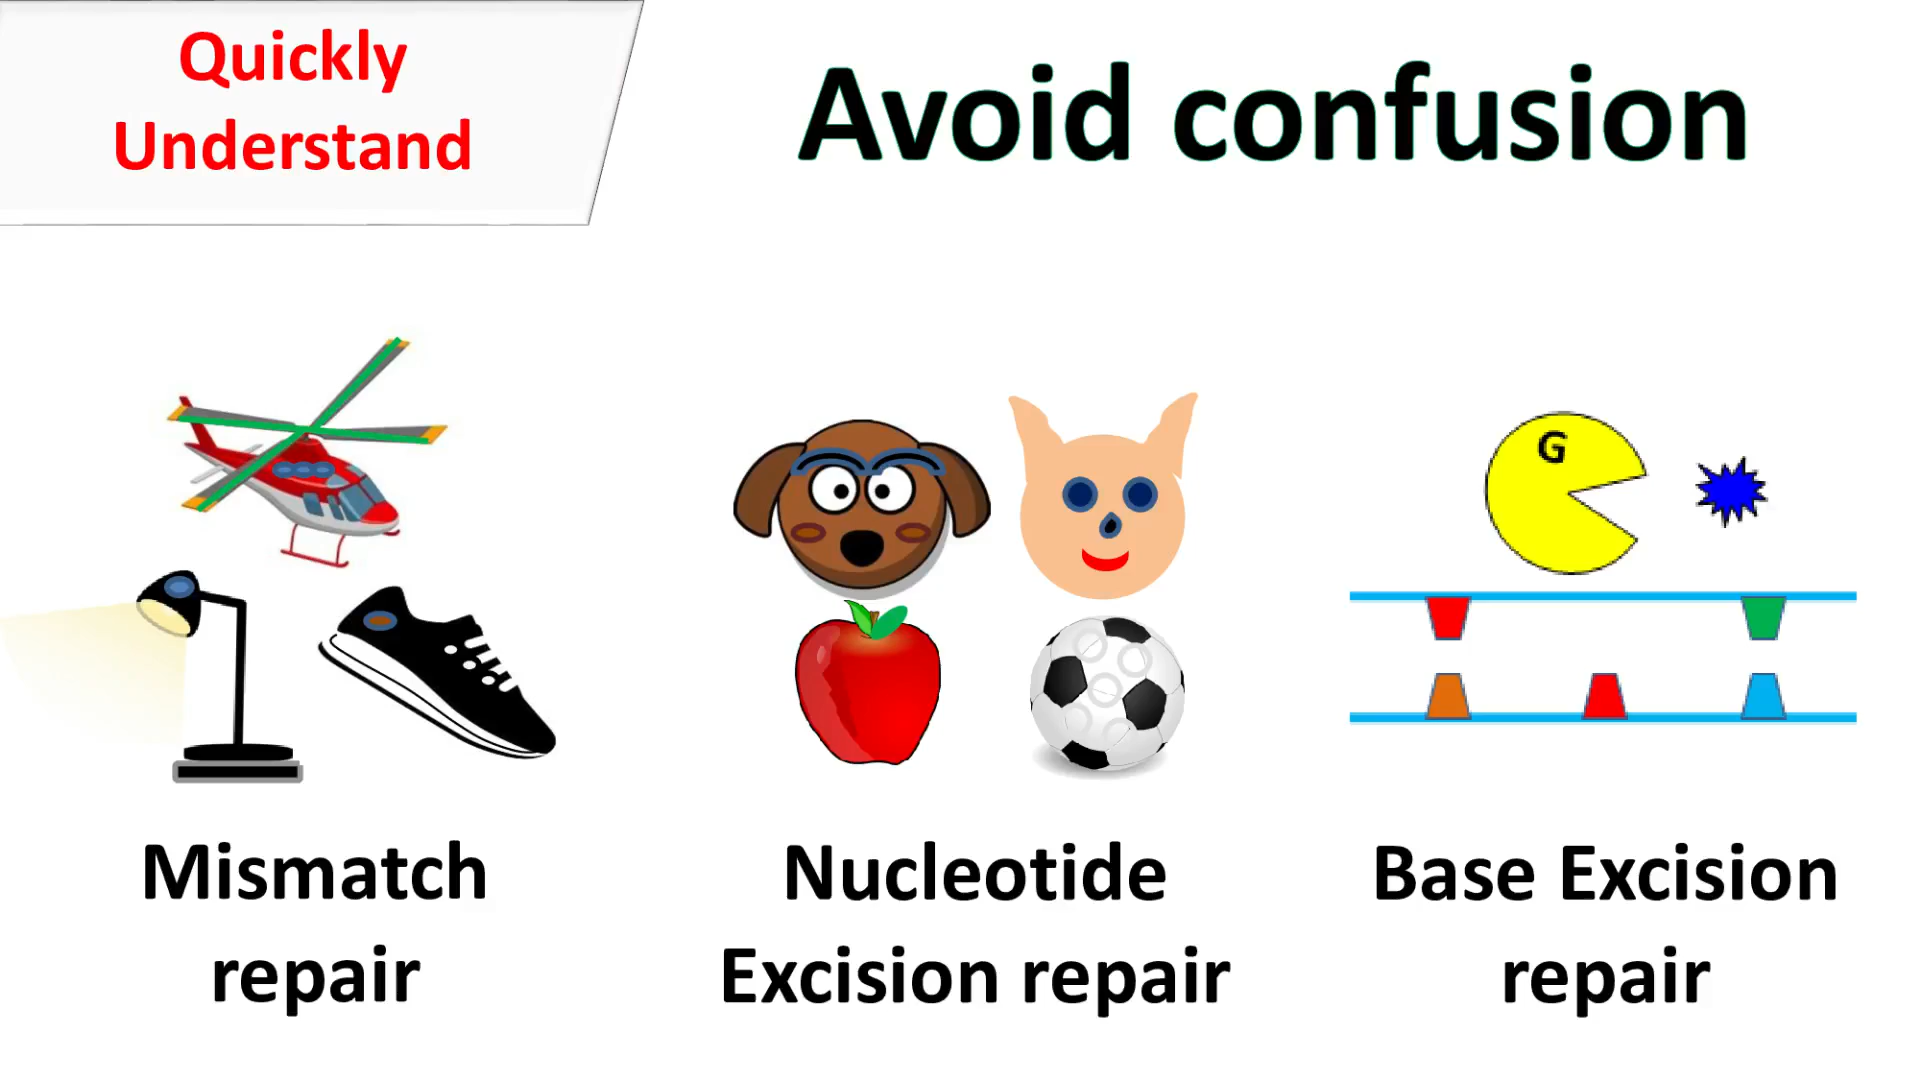 Quickly
Understand
Avoid confusion
G
Mismatch
repair
Nucleotide
Excision repair
Base Excision
repair